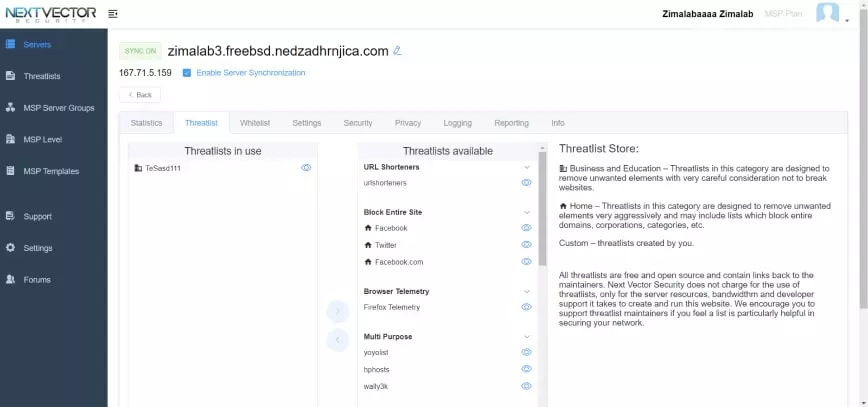 NEXTVECTOR
SECURITY
Zimalabaaaa Zimalab
MSP Plan
Servers
Threatlists
MSP Server Groups
MSP Level
MSP Templates
Support
Settings
Forums
SYNC ON
zimalab3.freebsd.nedzadhrnjica.com
167.71.5.159
Enable Server Synchronization
< Back
Statistics
Threatlist
Whitelist
Settings
Security
Privacy
Logging
Reporting
Info
Threatlists in use
TeSasd111
Threatlists available
URL Shorteners
urlshorteners
Block Entire Site
Facebook
Twitter
Facebook.com
Browser Telemetry
Firefox Telemetry
Multi Purpose
yoyolist
hphosts
wally3k
Threatlist Store:
Business and Education – Threatlists in this category are designed to
remove unwanted elements with very careful consideration not to break
websites.
Home – Threatlists in this category are designed to remove unwanted
elements very aggressively and may include lists which block entire
domains, corporations, categories, etc.
Custom – threatlists created by you.
All threatlists are free and open source and contain links back to the
maintainers. Next Vector Security does not charge for the use of
threatlists, only for the server resources, bandwidthm and developer
support it takes to create and run this website. We encourage you to
support threatlist maintainers if you feel a list is particularly helpful in
securing your network.